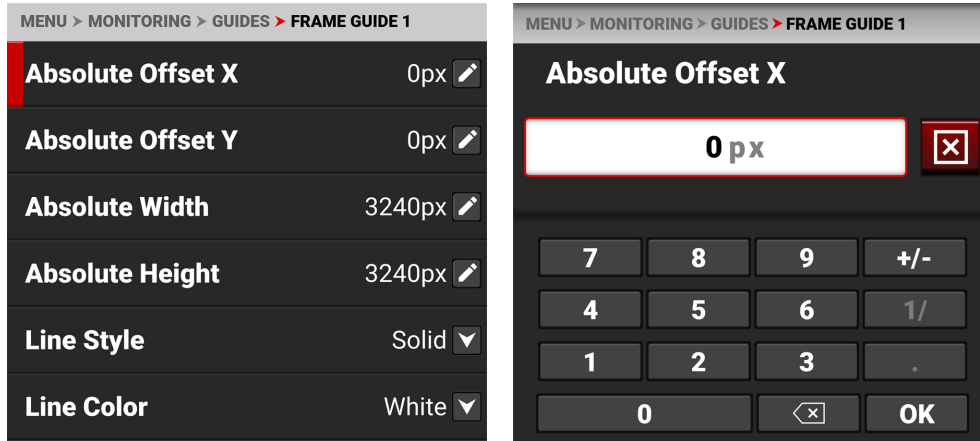 MENU > MONITORING > GUIDES > FRAME GUIDE 1
Absolute Offset X 0px
Absolute Offset Y 0px
Absolute Width 3240px
Absolute Height 3240px
Line Style Solid
Line Color White
MENU > MONITORING > GUIDES > FRAME GUIDE 1
Absolute Offset X
0 px
7 8 9 +/-
4 5 6 1/
1 2 3 .
0 OK